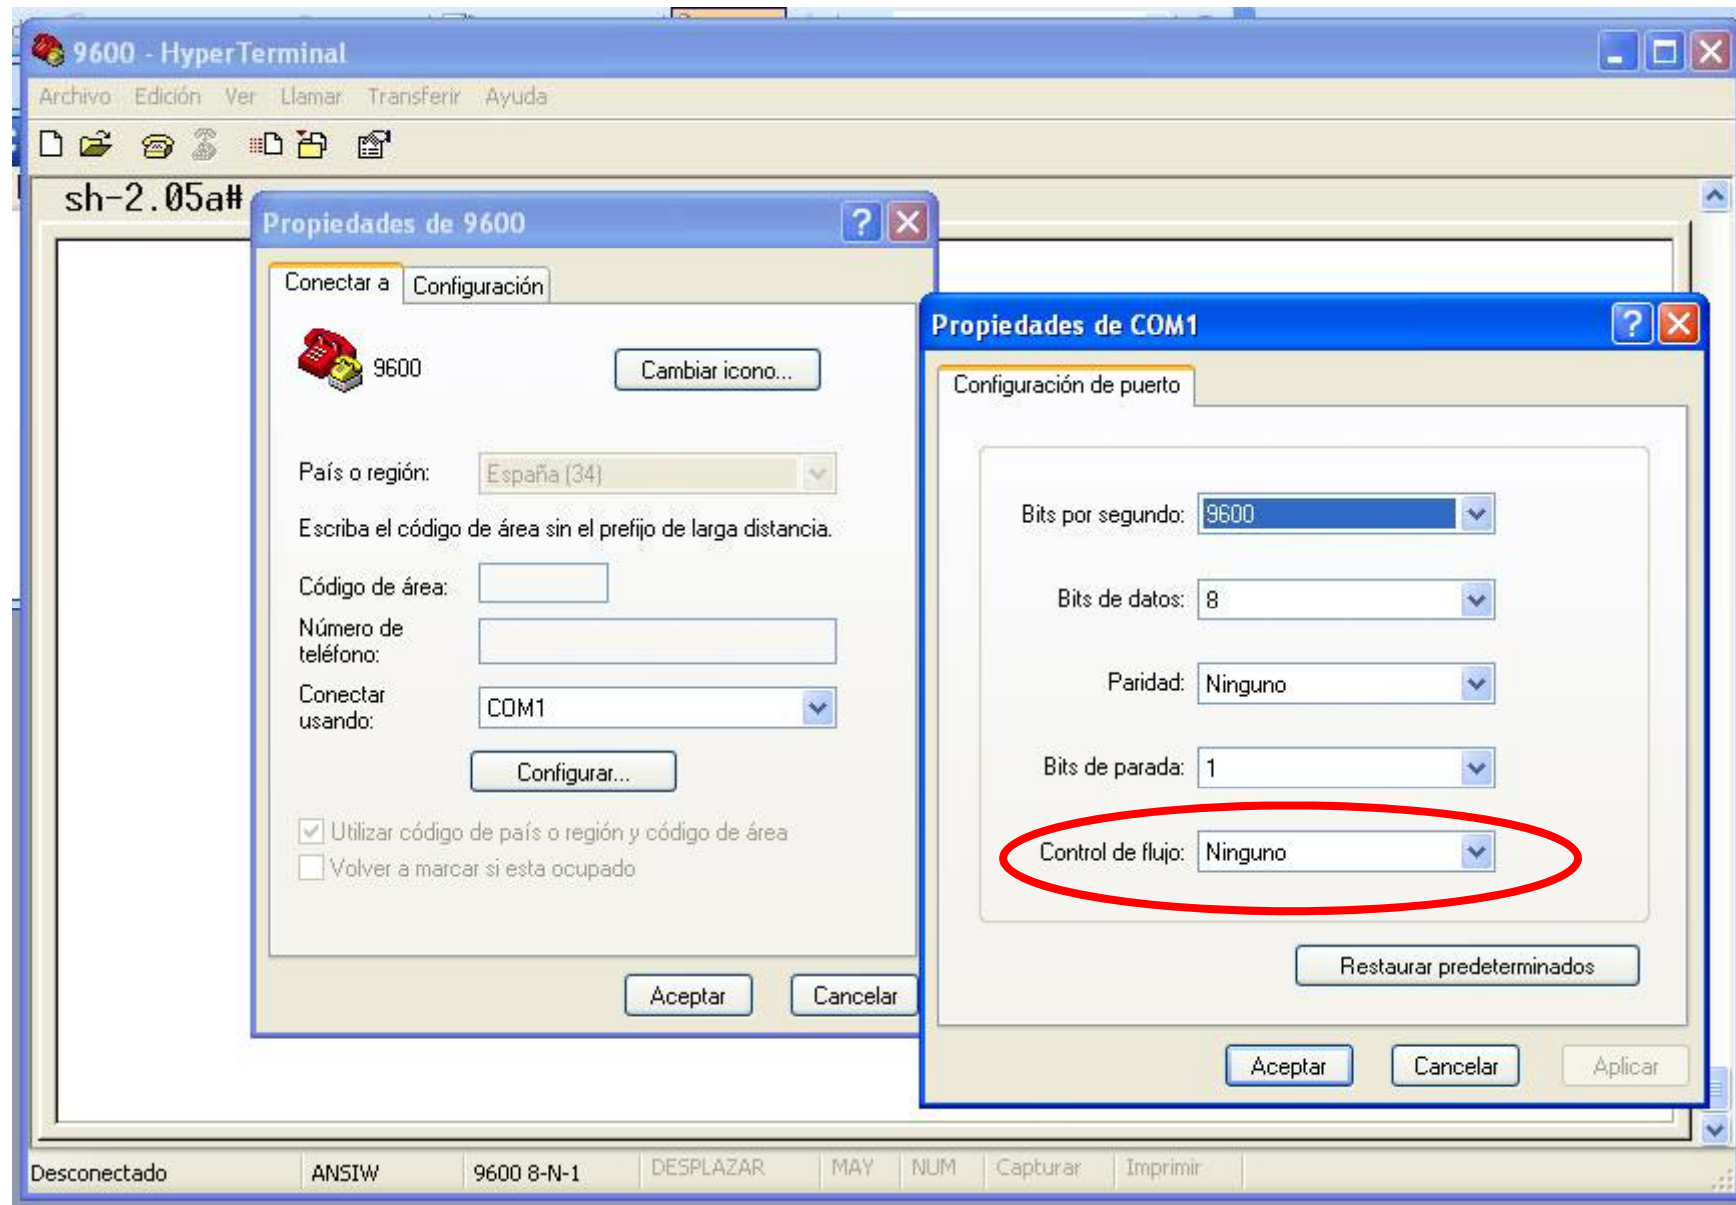 9600 - HyperTerminal
Archivo Edición Ver Llamar Transferir Ayuda
sh-2.05a#
Propiedades de 9600
Conectar a Configuración
9600
Cambiar icono...
País o región: España (34)
Escriba el código de área sin el prefijo de larga distancia.
Código de área:
Número de
teléfono:
Conectar
usando: COM1
Configurar...
Utilizar código de país o región y código de área
Volver a marcar si esta ocupado
Aceptar Cancelar
Propiedades de COM1
Configuración de puerto
Bits por segundo: 9600
Bits de datos: 8
Paridad: Ninguno
Bits de parada: 1
Control de flujo: Ninguno
Restaurar predeterminados
Aceptar Cancelar Aplicar
Desconectado ANSIW 9600 8-N-1 DESPLAZAR MAY NUM Capturar Imprimir